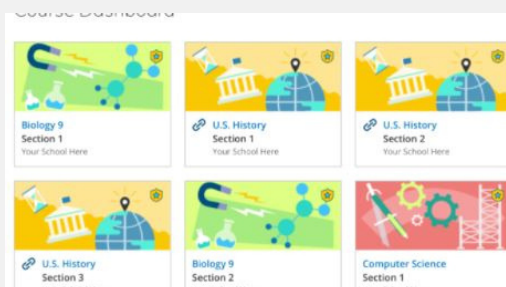 Course Dashboard
Biology 9
Section 1
Your School Here
U.S. History
Section 1
Your School Here
U.S. History
Section 2
Your School Here
U.S. History
Section 3
Biology 9
Section 2
Computer Science
Section 1